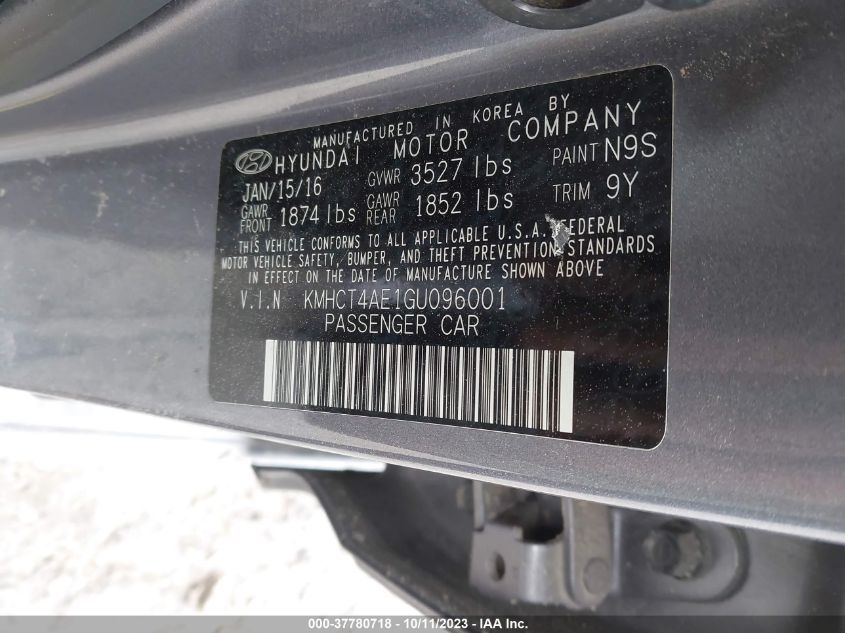 MANUFACTURED IN KOREA BY
HYUNDAI MOTOR COMPANY
JAN/15/16 GVWR 3527 lbs PAINT N9S
GAWR FRONT 1874 lbs GAWR REAR 1852 lbs TRIM 9Y
THIS VEHICLE CONFORMS TO ALL APPLICABLE U.S.A. FEDERAL
MOTOR VEHICLE SAFETY, BUMPER, AND THEFT PREVENTION STANDARDS
IN EFFECT ON THE DATE OF MANUFACTURE SHOWN ABOVE
V.I.N KMHCT4AE1GU096001
PASSENGER CAR
000-37780718 - 10/11/2023 - IAA Inc.